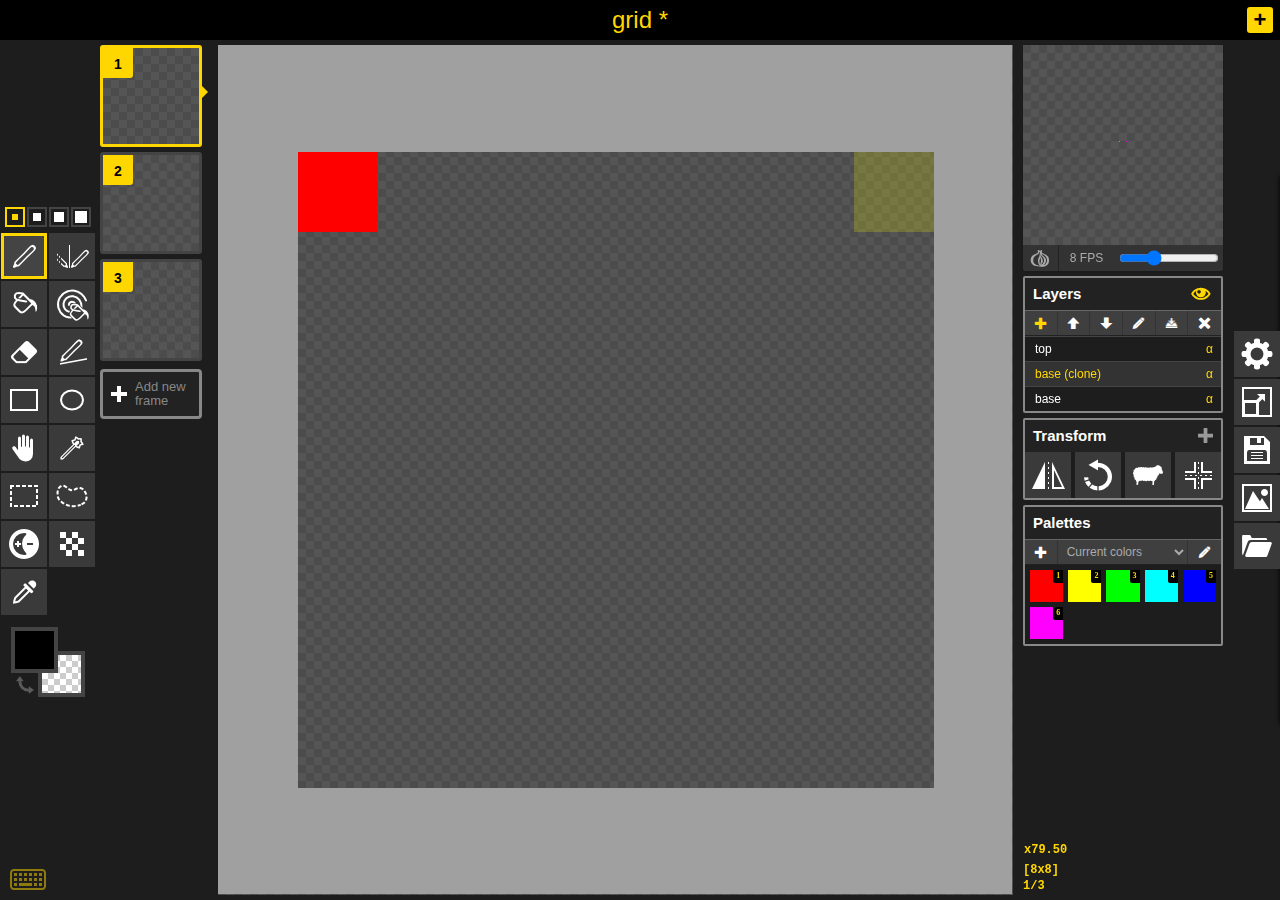 grid *
+
1
2
3
Add new
frame
8 FPS
Layers
top α
base (clone) α
base α
Transform
Palettes
Current colors
1 2 3 4 5
6
x79.50
[8x8]
1/3